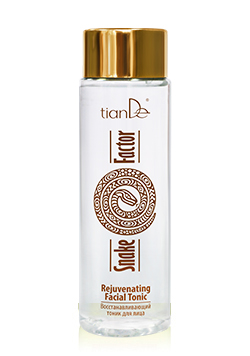 tianDe
Snake Factor
Rejuvenating
Facial Tonic
Восстанавливающий
тоник для лица